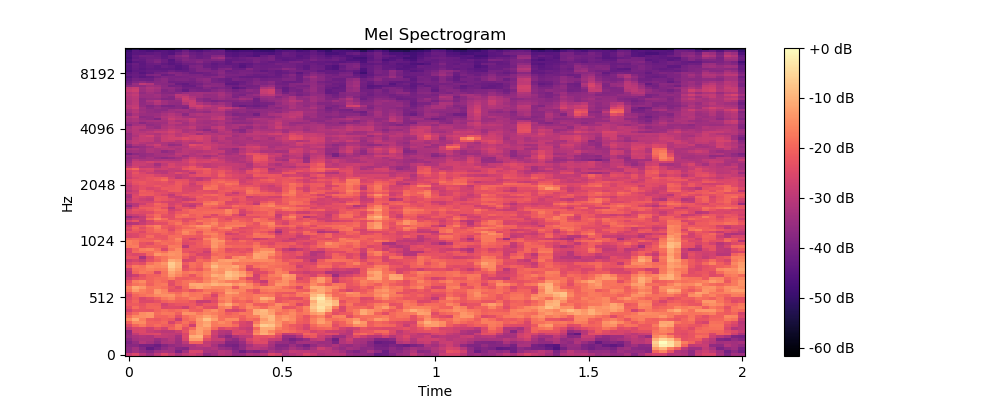 Mel Spectrogram
Hz
8192
4096
2048
1024
512
0
0
0.5
1
1.5
2
Time
+0 dB
-10 dB
-20 dB
-30 dB
-40 dB
-50 dB
-60 dB